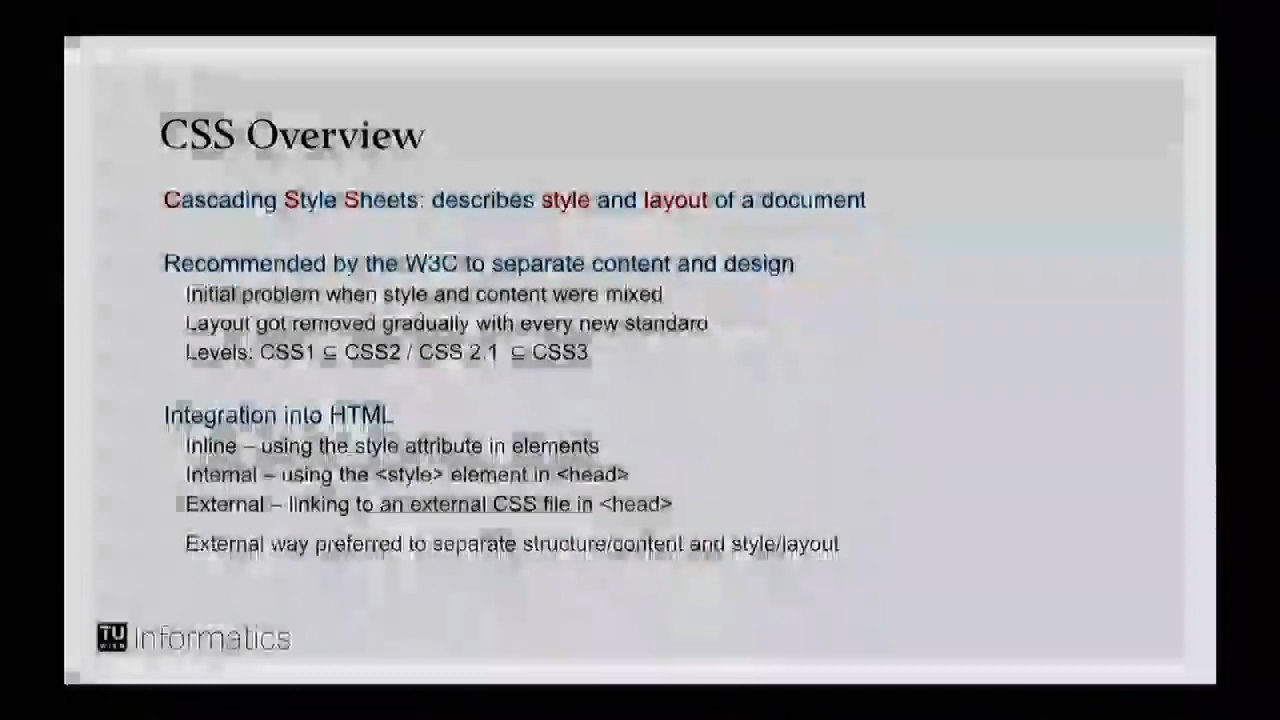 CSS Overview
Cascading Style Sheets: describes style and layout of a document
Recommended by the W3C to separate content and design
Initial problem when style and content were mixed
Layout got removed gradually with every new standard
Levels: CSS1 ⊆ CSS2 / CSS 2.1 ⊆ CSS3
Integration into HTML
Inline – using the style attribute in elements
Internal – using the <style> element in <head>
External – linking to an external CSS file in <head>
External way preferred to separate structure/content and style/layout
TU
WIEN
Informatics